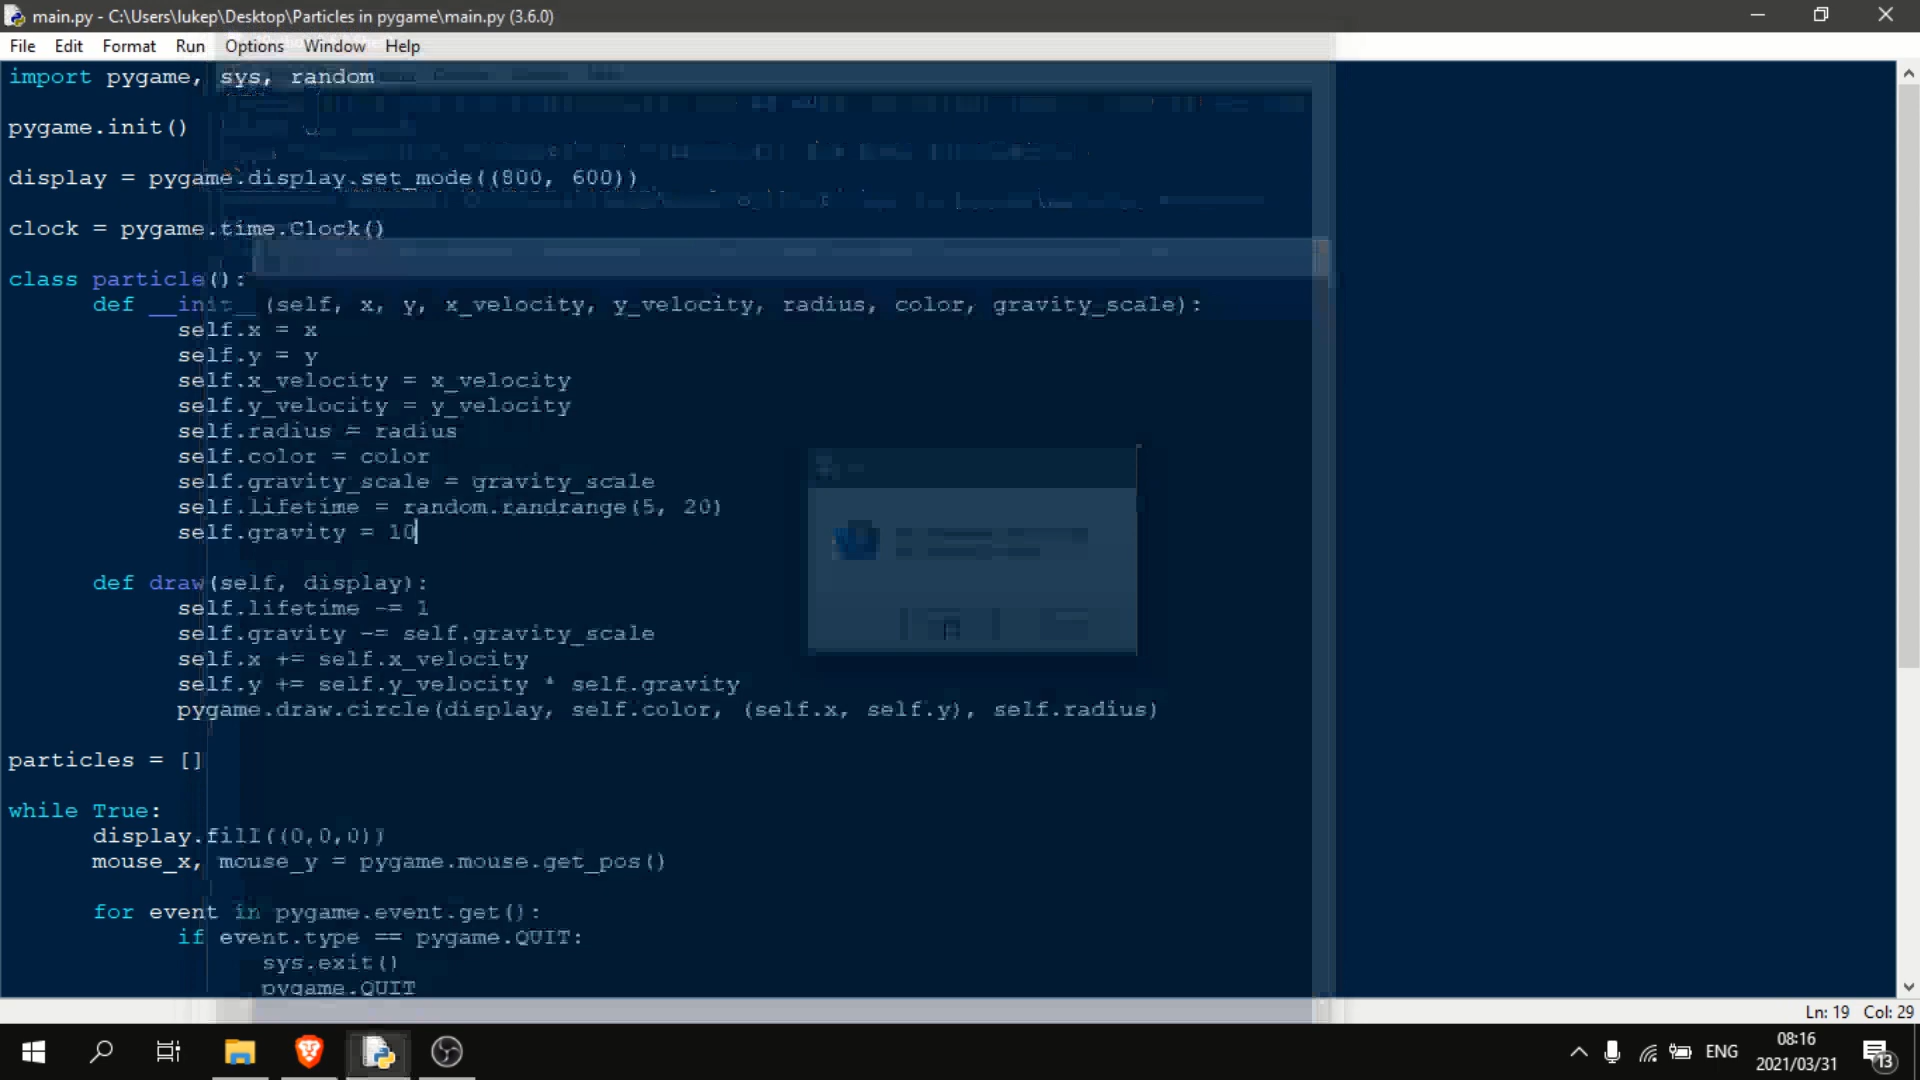 main.py - C:\Users\lukep\Desktop\Particles in pygame\main.py (3.6.0)
File Edit Format Run Options Window Help
import pygame, sys, random
pygame.init()
display = pygame.display.set_mode((800, 600))
clock = pygame.time.Clock()
class particle():
def __init__(self, x, y, x_velocity, y_velocity, radius, color, gravity_scale):
self.x = x
self.y = y
self.x_velocity = x_velocity
self.y_velocity = y_velocity
self.radius = radius
self.color = color
self.gravity_scale = gravity_scale
self.lifetime = random.randrange(5, 20)
self.gravity = 10
def draw(self, display):
self.lifetime -= 1
self.gravity -= self.gravity_scale
self.x += self.x_velocity
self.y += self.y_velocity * self.gravity
pygame.draw.circle(display, self.color, (self.x, self.y), self.radius)
particles = []
while True:
display.fill((0,0,0))
mouse_x, mouse_y = pygame.mouse.get_pos()
for event in pygame.event.get():
if event.type == pygame.QUIT:
sys.exit()
pygame.QUIT
Ln: 19 Col: 29
ENG
08:16
2021/03/31
13